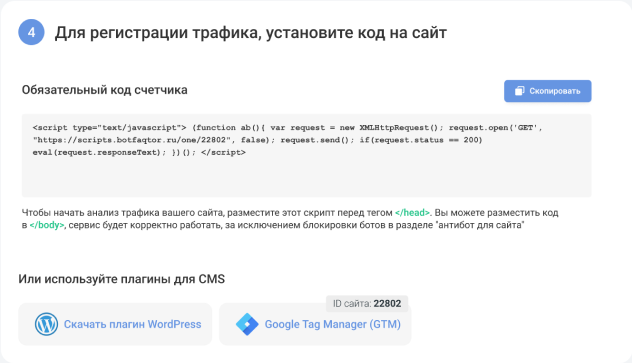 4 Для регистрации трафика, установите код на сайт
Обязательный код счетчика
Скопировать
<script type="text/javascript"> (function ab(){ var request = new XMLHttpRequest(); request.open('GET',
"https://scripts.botfaqtor.ru/one/22802", false); request.send(); if(request.status == 200)
eval(request.responseText); })(); </script>
Чтобы начать анализ трафика вашего сайта, разместите этот скрипт перед тегом </head>. Вы можете разместить код
в </body>, сервис будет корректно работать, за исключением блокировки ботов в разделе "антибот для сайта"
Или используйте плагины для CMS
ID сайта: 22802
Скачать плагин WordPress
Google Tag Manager (GTM)